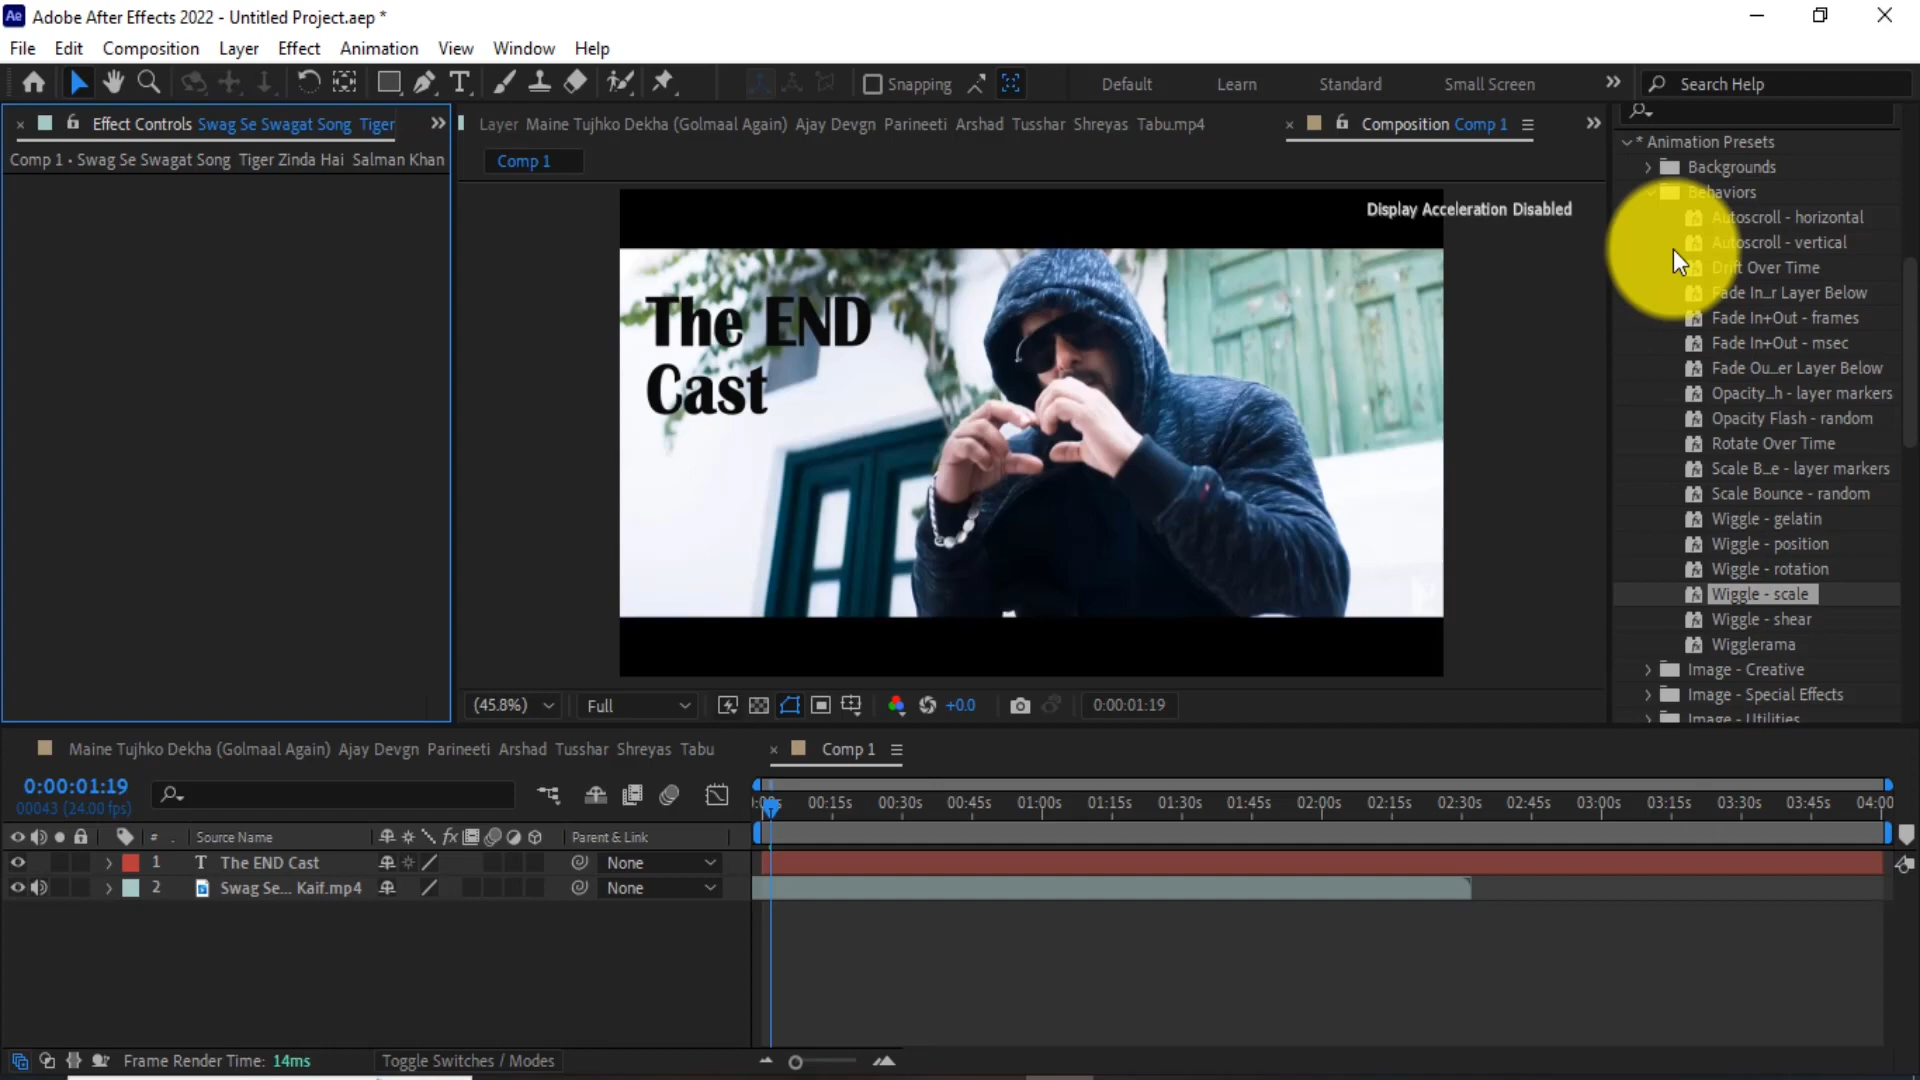 Ae Adobe After Effects 2022 - Untitled Project.aep *
File Edit Composition Layer Effect Animation View Window Help
Snapping Default Learn Standard Small Screen Search Help
Effect Controls Swag Se Swagat Song Tiger
Comp 1 • Swag Se Swagat Song Tiger Zinda Hai Salman Khan
Layer Maine Tujhko Dekha (Golmaal Again) Ajay Devgn Parineeti Arshad Tusshar Shreyas Tabu.mp4
Composition Comp 1
Comp 1
Display Acceleration Disabled
The END
Cast
(45.8%) Full +0.0 0:00:01:19
* Animation Presets
Backgrounds
Behaviors
Autoscroll - horizontal
Autoscroll - vertical
Drift Over Time
Fade In...r Layer Below
Fade In+Out - frames
Fade In+Out - msec
Fade Ou...er Layer Below
Opacity...h - layer markers
Opacity Flash - random
Rotate Over Time
Scale B...e - layer markers
Scale Bounce - random
Wiggle - gelatin
Wiggle - position
Wiggle - rotation
Wiggle - scale
Wiggle - shear
Wigglerama
Image - Creative
Image - Special Effects
Image - Utilities
Maine Tujhko Dekha (Golmaal Again) Ajay Devgn Parineeti Arshad Tusshar Shreyas Tabu
Comp 1
0:00:01:19
00043 (24.00 fps)
00:15s 00:30s 00:45s 01:00s 01:15s 01:30s 01:45s 02:00s 02:15s 02:30s 02:45s 03:00s 03:15s 03:30s 03:45s 04:00
# . Source Name fx Parent & Link
1 T The END Cast None
2 Swag Se... Kaif.mp4 None
Frame Render Time: 14ms Toggle Switches / Modes